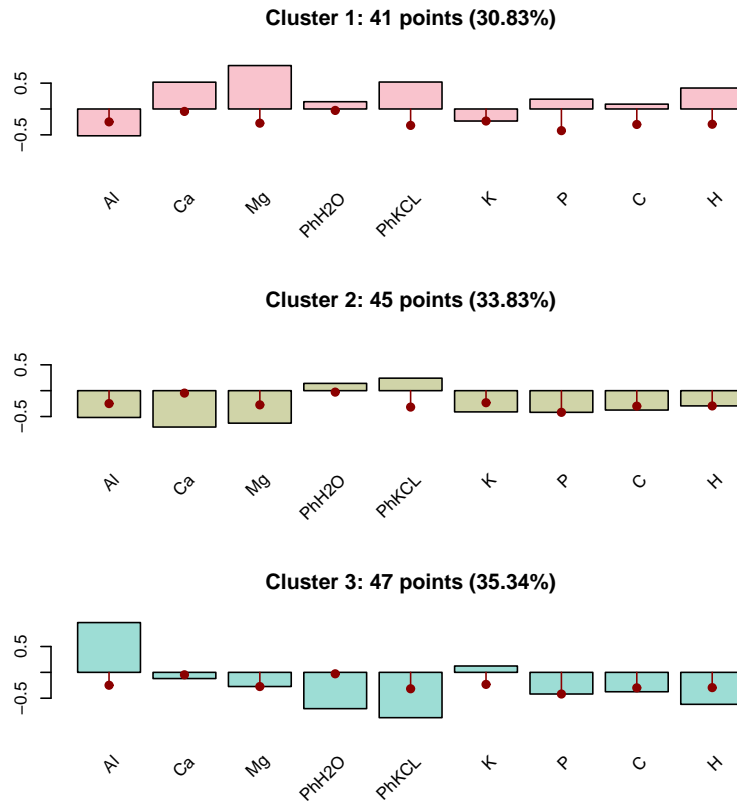 Cluster 1: 41 points (30.83%)
0.5
−0.5
Al Ca Mg PhH2O PhKCL K P C H
Cluster 2: 45 points (33.83%)
0.5
−0.5
Al Ca Mg PhH2O PhKCL K P C H
Cluster 3: 47 points (35.34%)
0.5
−0.5
Al Ca Mg PhH2O PhKCL K P C H